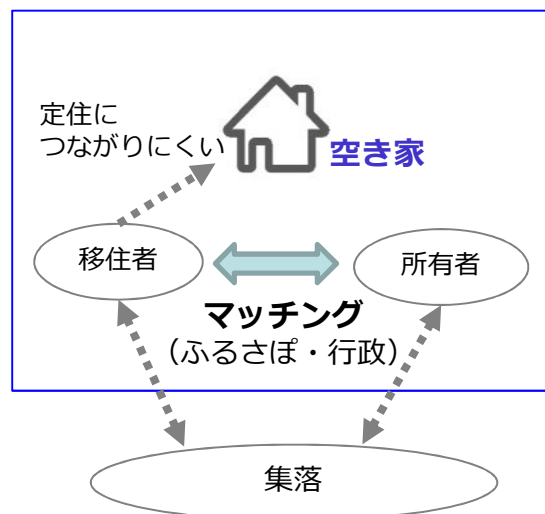 定住に
つながりにくい
空き家
移住者
所有者
マッチング
（ふるさぽ・行政）
集落